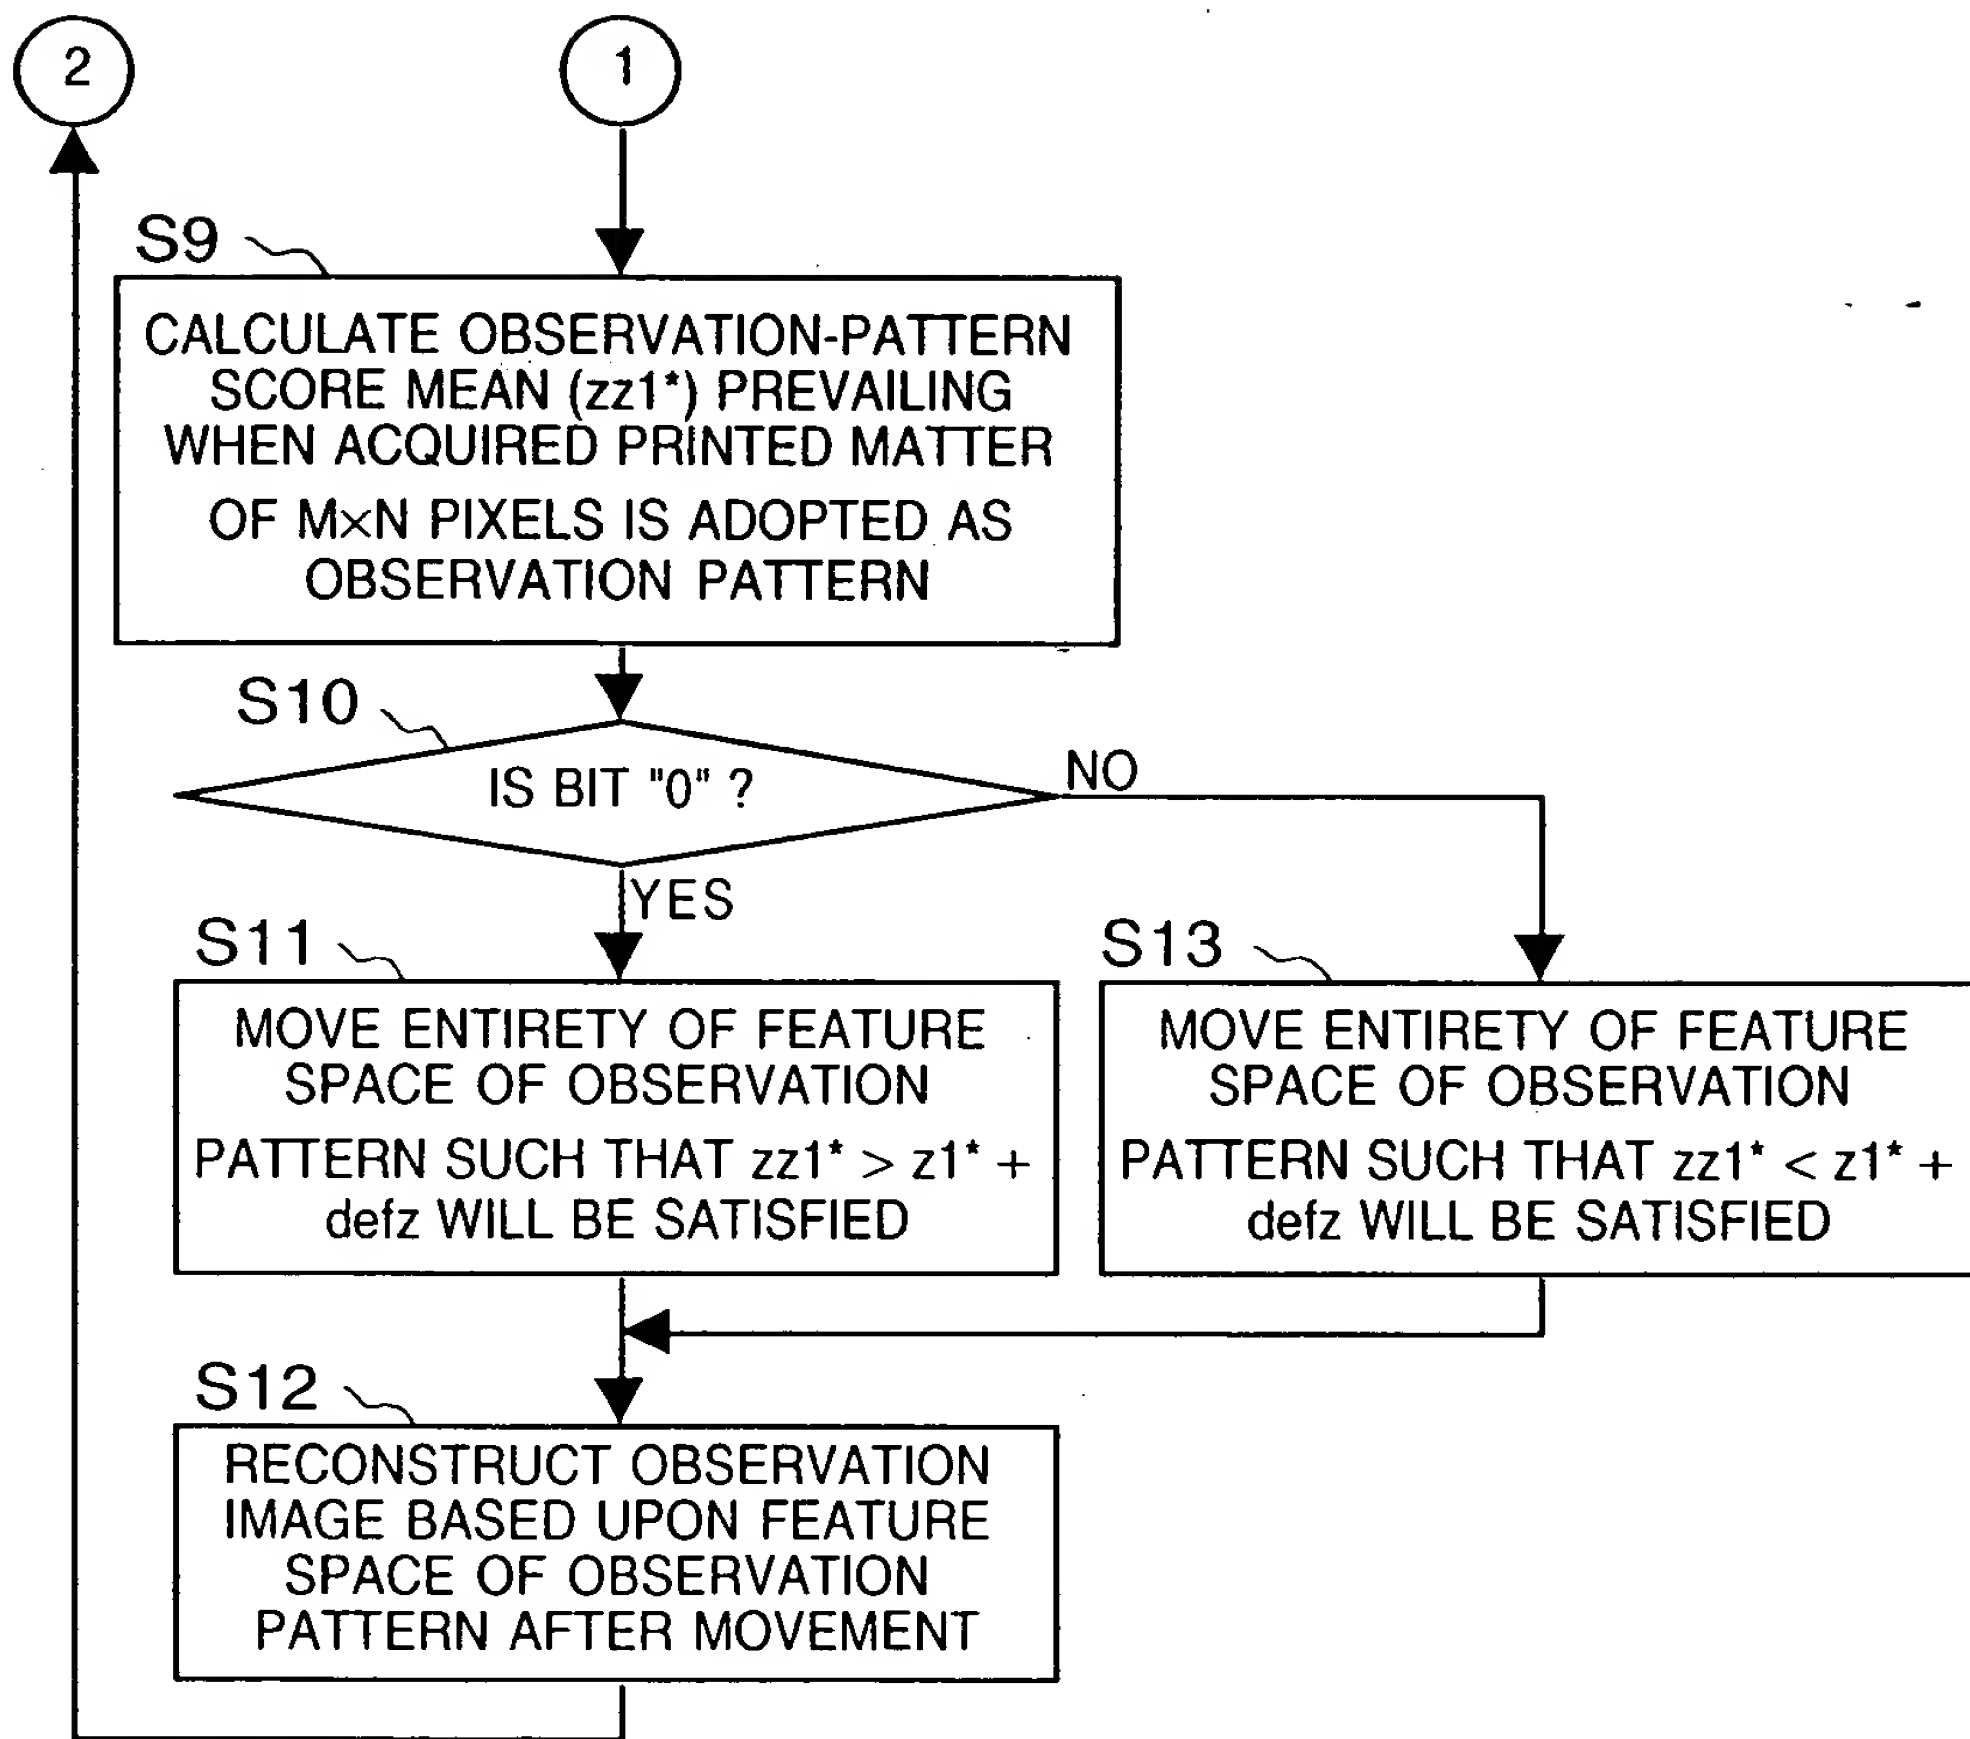 2
1
S9
CALCULATE OBSERVATION-PATTERN
SCORE MEAN (zz1*) PREVAILING
WHEN ACQUIRED PRINTED MATTER
OF M×N PIXELS IS ADOPTED AS
OBSERVATION PATTERN
S10
IS BIT "0" ?
NO
YES
S11
MOVE ENTIRETY OF FEATURE
SPACE OF OBSERVATION
PATTERN SUCH THAT zz1* > z1* +
defz WILL BE SATISFIED
S13
MOVE ENTIRETY OF FEATURE
SPACE OF OBSERVATION
PATTERN SUCH THAT zz1* < z1* +
defz WILL BE SATISFIED
S12
RECONSTRUCT OBSERVATION
IMAGE BASED UPON FEATURE
SPACE OF OBSERVATION
PATTERN AFTER MOVEMENT